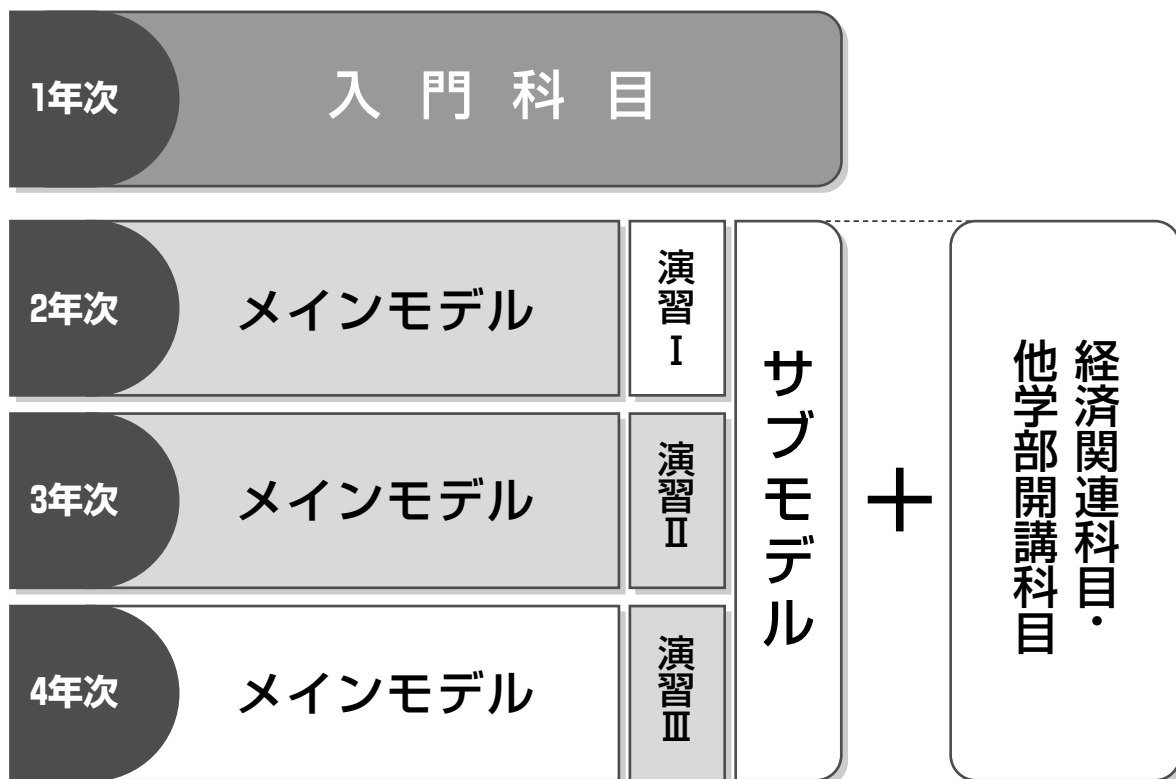 1年次
入門科目
2年次
メインモデル
演習Ⅰ
3年次
メインモデル
演習Ⅱ
4年次
メインモデル
演習Ⅲ
サブモデル
＋
経済関連科目・
他学部開講科目